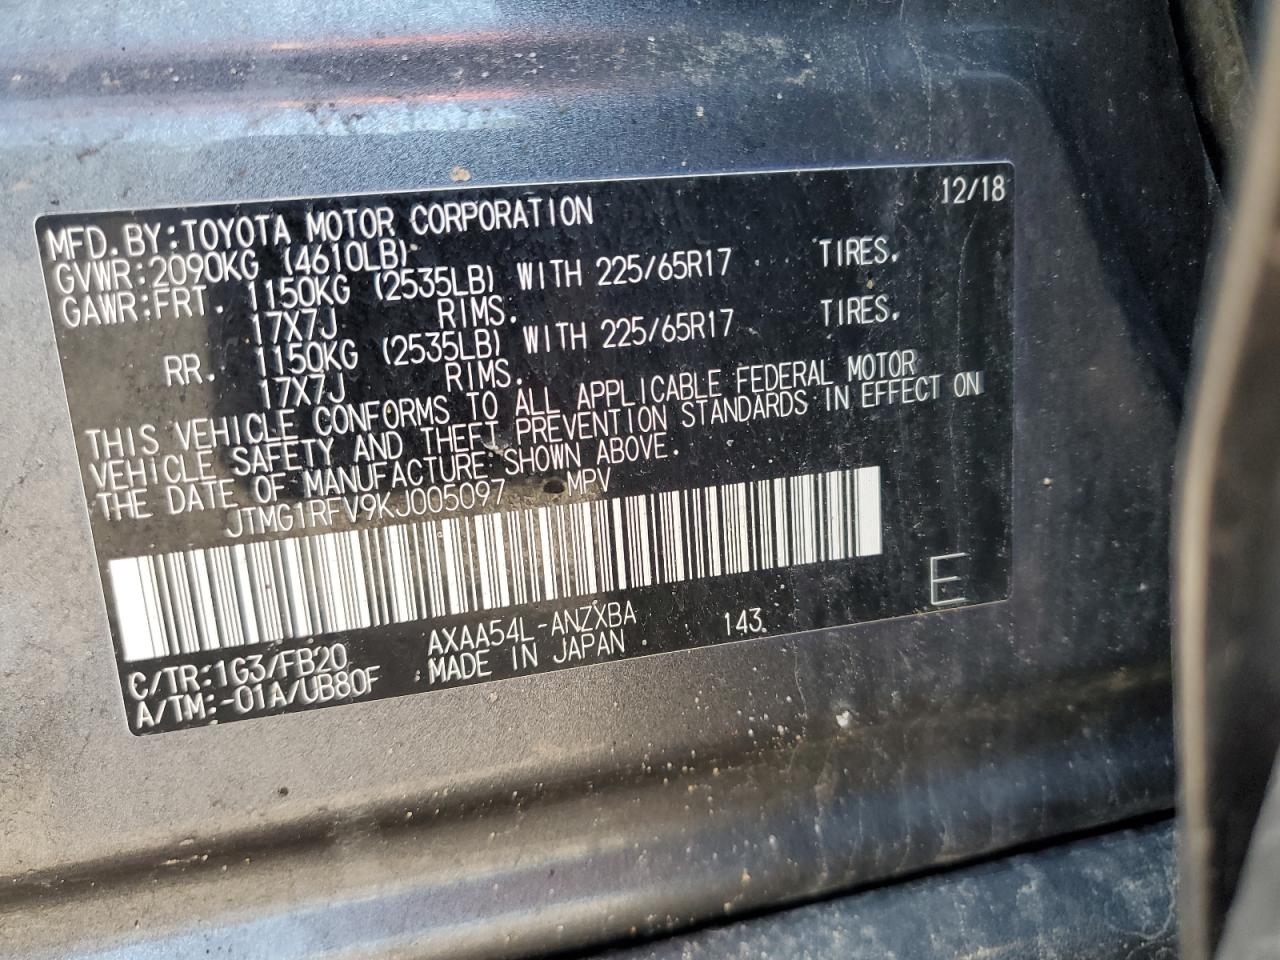 12/18
MFD.BY:TOYOTA MOTOR CORPORATION
GVWR:2090KG (4610LB)
GAWR:FRT. 1150KG (2535LB) WITH 225/65R17 TIRES.
17X7J RIMS.
RR. 1150KG (2535LB) WITH 225/65R17 TIRES.
17X7J RIMS.
THIS VEHICLE CONFORMS TO ALL APPLICABLE FEDERAL MOTOR
VEHICLE SAFETY AND THEFT PREVENTION STANDARDS IN EFFECT ON
THE DATE OF MANUFACTURE SHOWN ABOVE.
JTMG1RFV9KJ005097 MPV
E
C/TR:1G3/FB20 AXAA54L-ANZXBA 143
A/TM:-01A/UB80F MADE IN JAPAN